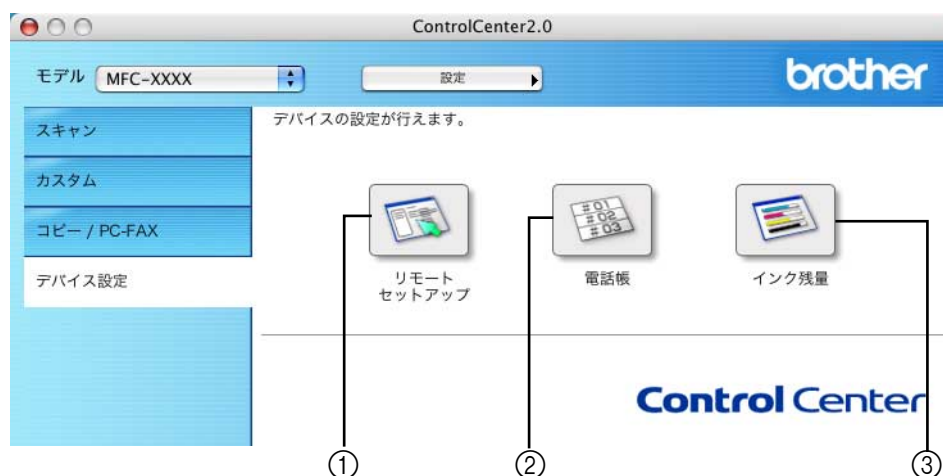 ControlCenter2.0
モデル MFC-XXXX 設定 brother
スキャン
カスタム
コピー / PC-FAX
デバイス設定
デバイスの設定が行えます。
#01
#02
#03
リモート
セットアップ
電話帳
インク残量
Control Center
① ② ③